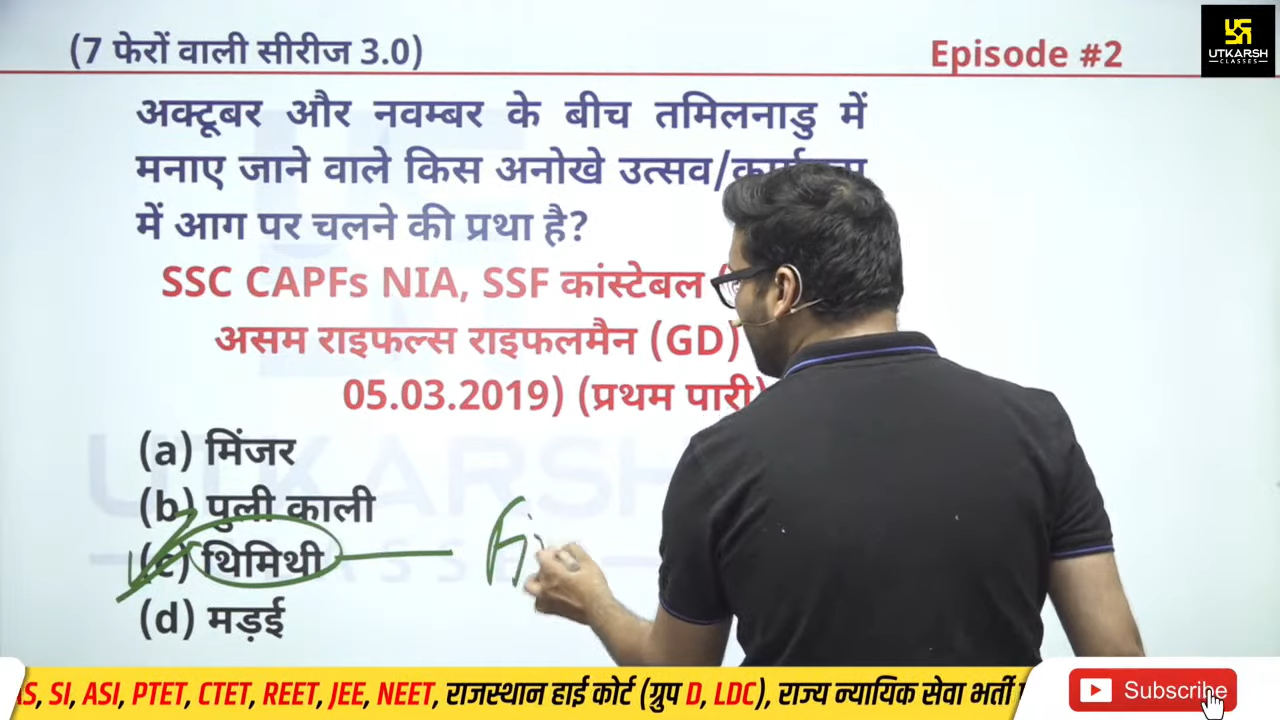 (7 फेरों वाली सीरीज 3.0)
Episode #2
UTKARSH
CLASSES
अक्टूबर और नवम्बर के बीच तमिलनाडु में
मनाए जाने वाले किस अनोखे उत्सव/
में आग पर चलने की प्रथा है?
SSC CAPFs NIA, SSF कांस्टेबल
असम राइफल्स राइफलमैन (GD)
05.03.2019) (प्रथम पारी)
(a) मिंजर
(b) पुली काली
(c) थिमिथी
(d) मड़ई
SI, ASI, PTET, CTET, REET, JEE, NEET, राजस्थान हाई कोर्ट (ग्रुप D, LDC), राज्य न्यायिक सेवा भर्ती
Subscribe